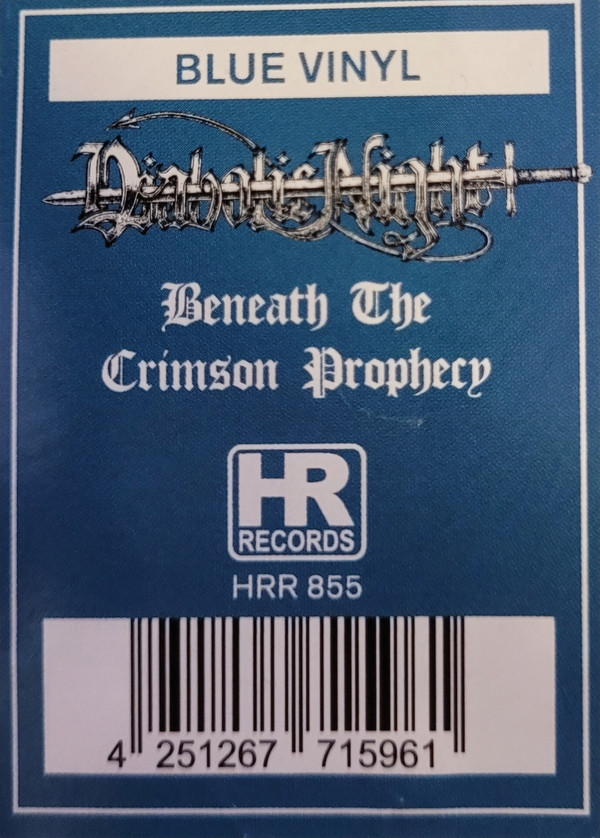 BLUE VINYL
Diabolic Night
Beneath The
Crimson Prophecy
HR
RECORDS
HRR 855
4 251267 715961